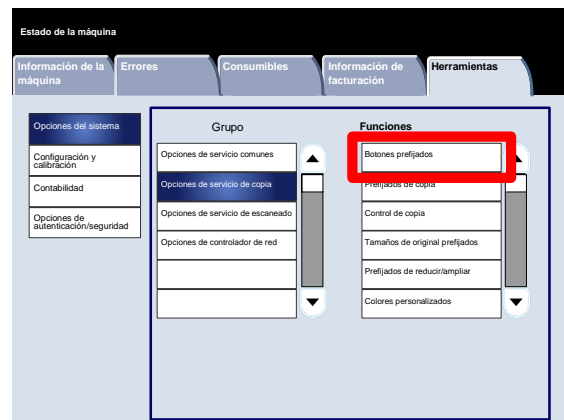 Estado de la máquina
Información de la
máquina
Errores
Consumibles
Información de
facturación
Herramientas
Opciones del sistema
Configuración y
calibración
Contabilidad
Opciones de
autenticación/seguridad
Grupo
Opciones de servicio comunes
Opciones de servicio de copia
Opciones de servicio de escaneado
Opciones de controlador de red
Funciones
Botones prefijados
Prefijados de copia
Control de copia
Tamaños de original prefijados
Prefijados de reducir/ampliar
Colores personalizados